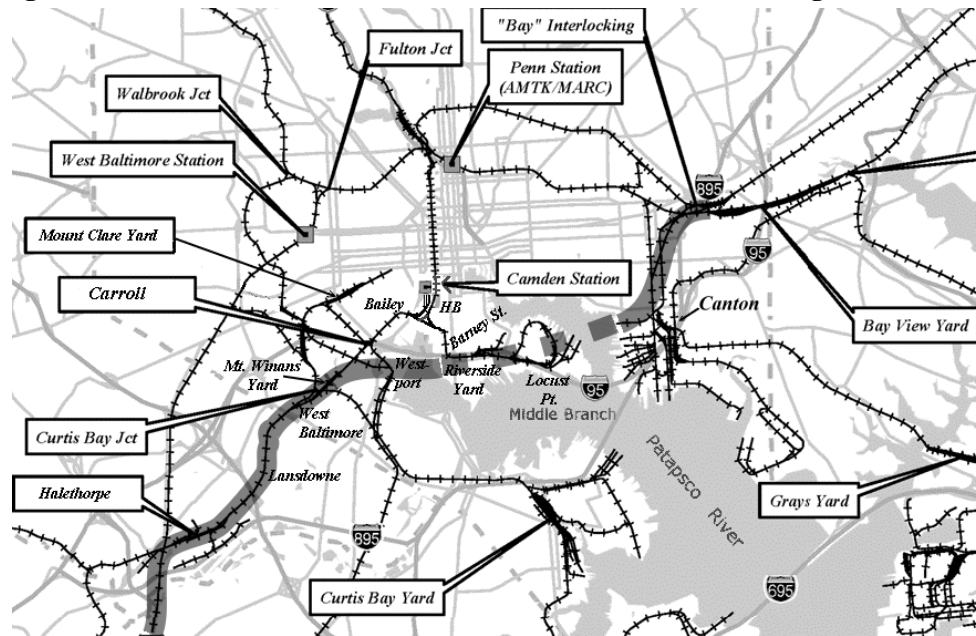 "Bay" Interlocking
Fulton Jct
Penn Station
(AMTK/MARC)
Walbrook Jct
West Baltimore Station
895
Mount Clare Yard
95
Camden Station
Carroll
Bailey
HB
Canton
Barney St.
Bay View Yard
Mt. Winans
Yard
West-
port
Riverside
Yard
Locust
Pt.
95
Middle Branch
Curtis Bay Jct
West
Baltimore
Patapsco
River
Lansdowne
Halethorpe
Grays Yard
895
Curtis Bay Yard
695